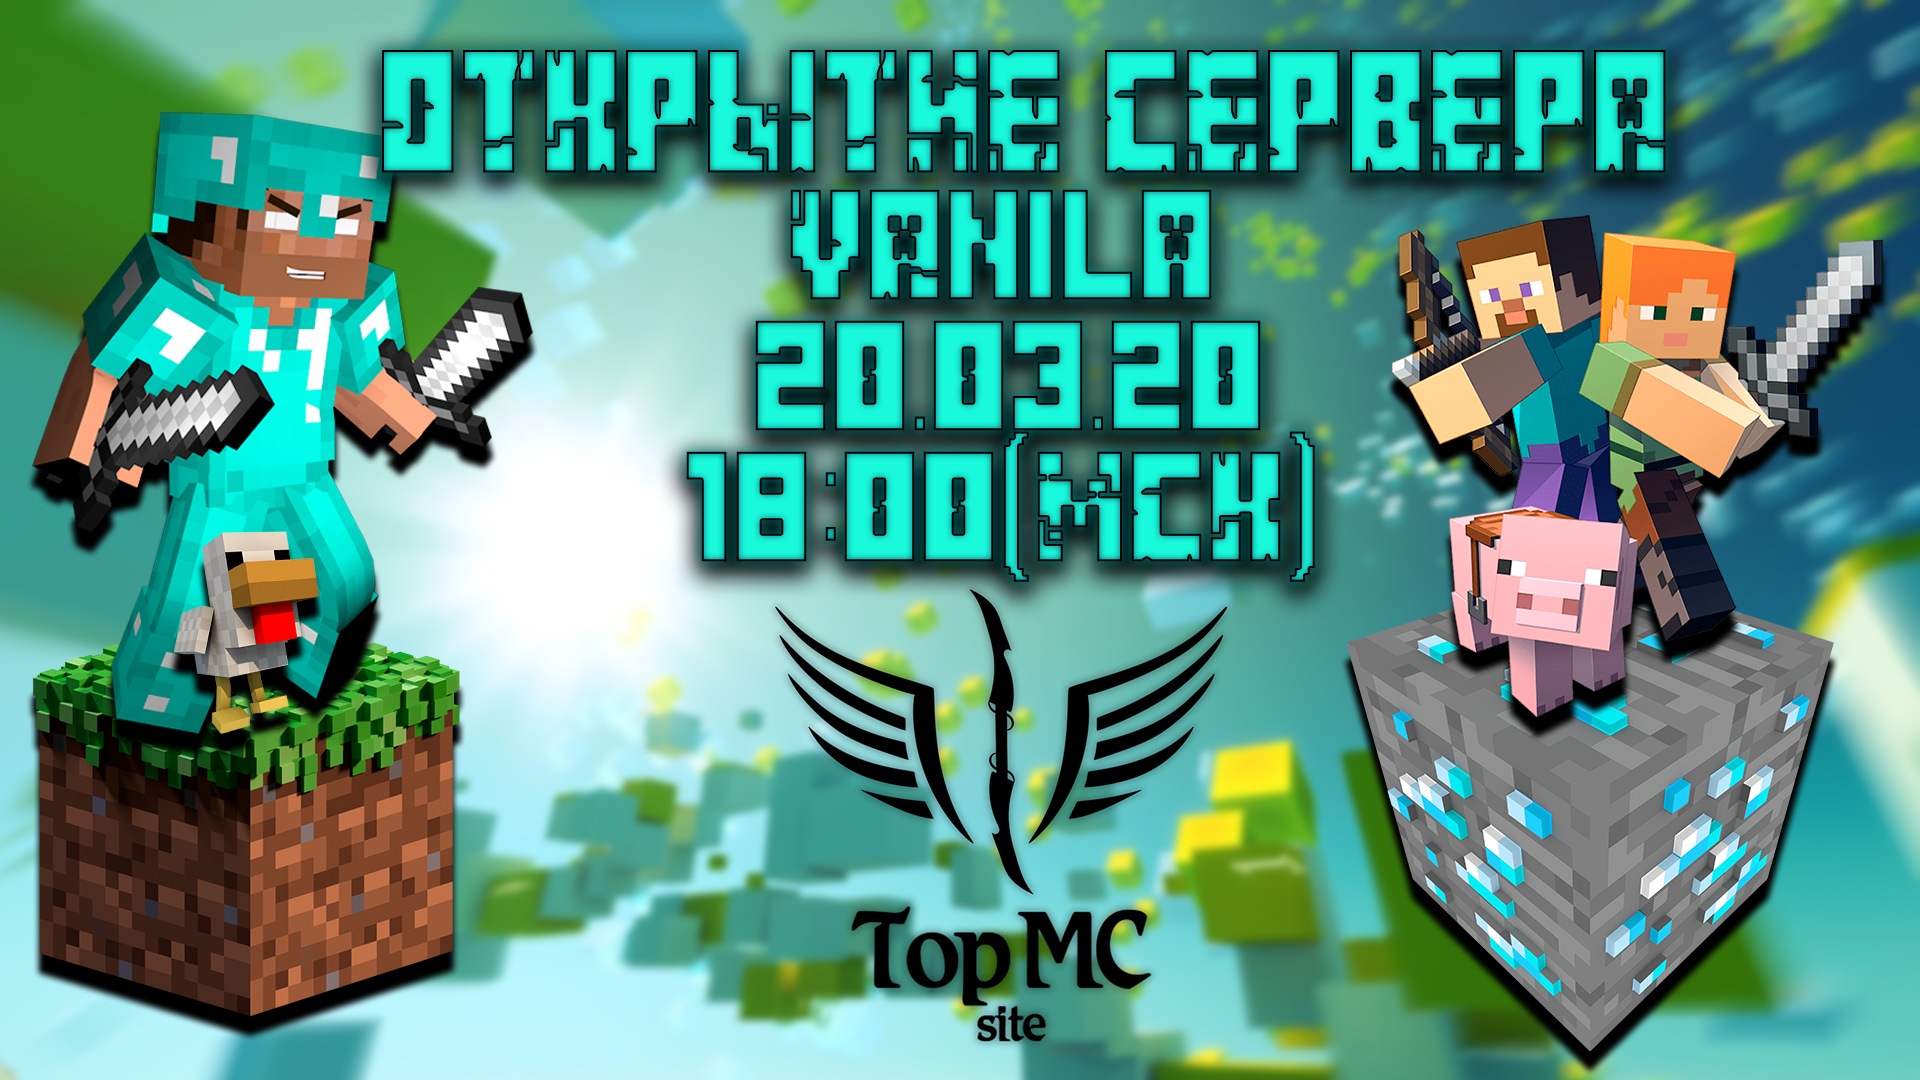 ОТКРЫТИЕ СЕРВЕРА
VANILA
20.03.20
18:00(МСК)
Top MC
site